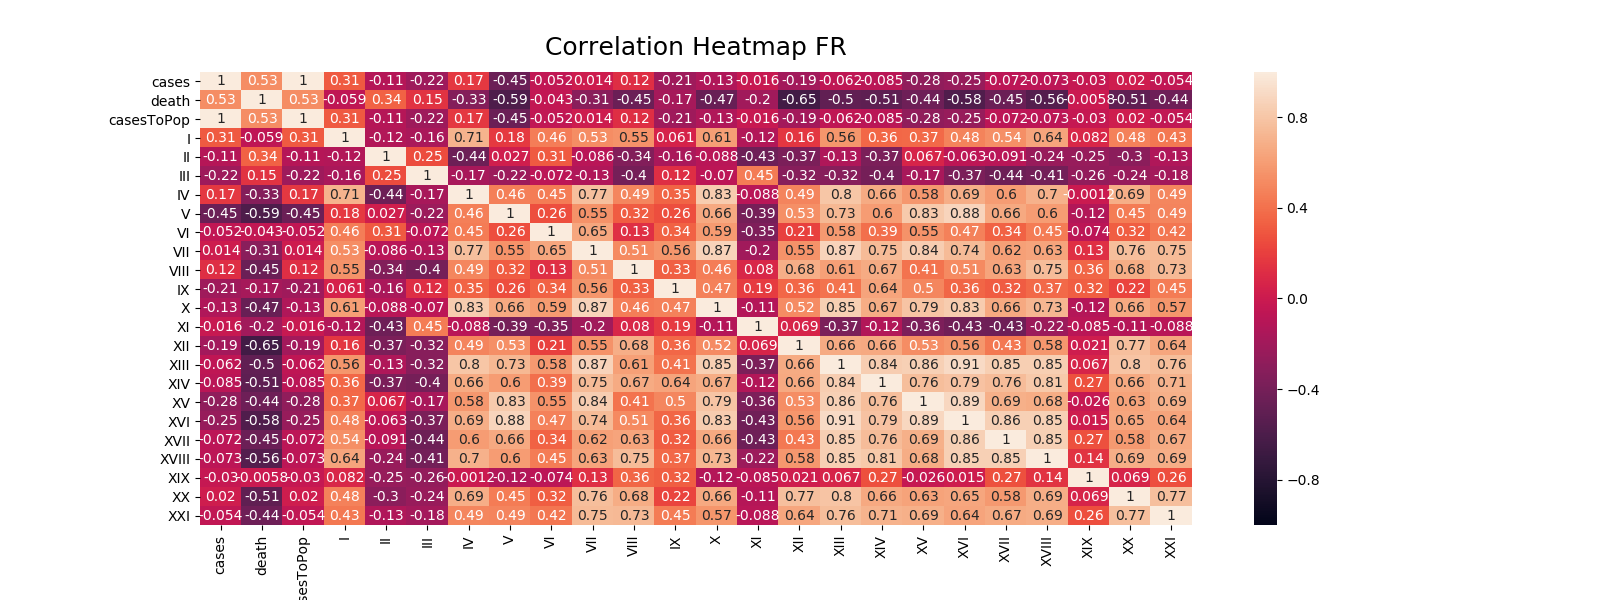 Correlation Heatmap FR
cases 1 0.53 1 0.31 -0.11 -0.22 0.17 -0.45 -0.052 0.014 0.12 -0.21 -0.13 -0.016 -0.19 -0.062 -0.085 -0.28 -0.25 -0.072 -0.073 -0.03 0.02 -0.054
death 0.53 1 0.53 -0.059 0.34 0.15 -0.33 -0.59 -0.043 -0.31 -0.45 -0.17 -0.47 -0.2 -0.65 -0.5 -0.51 -0.44 -0.58 -0.45 -0.56 -0.0058 -0.51 -0.44
casesToPop 1 0.53 1 0.31 -0.11 -0.22 0.17 -0.45 -0.052 0.014 0.12 -0.21 -0.13 -0.016 -0.19 -0.062 -0.085 -0.28 -0.25 -0.072 -0.073 -0.03 0.02 -0.054
I 0.31 -0.059 0.31 1 -0.12 -0.16 0.71 0.18 0.46 0.53 0.55 0.061 0.61 -0.12 0.16 0.56 0.36 0.37 0.48 0.54 0.64 0.082 0.48 0.43
II -0.11 0.34 -0.11 -0.12 1 0.25 -0.44 0.027 0.31 -0.086 -0.34 -0.16 -0.088 -0.43 -0.37 -0.13 -0.37 0.067 -0.063 -0.091 -0.24 -0.25 -0.3 -0.13
III -0.22 0.15 -0.22 -0.16 0.25 1 -0.17 -0.22 -0.072 -0.13 -0.4 0.12 -0.07 0.45 -0.32 -0.32 -0.4 -0.17 -0.37 -0.44 -0.41 -0.26 -0.24 -0.18
IV 0.17 -0.33 0.17 0.71 -0.44 -0.17 1 0.46 0.45 0.77 0.49 0.35 0.83 -0.088 0.49 0.8 0.66 0.58 0.69 0.6 0.7 -0.0012 0.69 0.49
V -0.45 -0.59 -0.45 0.18 0.027 -0.22 0.46 1 0.26 0.55 0.32 0.26 0.66 -0.39 0.53 0.73 0.6 0.83 0.88 0.66 0.6 -0.12 0.45 0.49
VI -0.052 -0.043 -0.052 0.46 0.31 -0.072 0.45 0.26 1 0.65 0.13 0.34 0.59 -0.35 0.21 0.58 0.39 0.55 0.47 0.34 0.45 -0.074 0.32 0.42
VII 0.014 -0.31 0.014 0.53 -0.086 -0.13 0.77 0.55 0.65 1 0.51 0.56 0.87 -0.2 0.55 0.87 0.75 0.84 0.74 0.62 0.63 0.13 0.76 0.75
VIII 0.12 -0.45 0.12 0.55 -0.34 -0.4 0.49 0.32 0.13 0.51 1 0.33 0.46 0.08 0.68 0.61 0.67 0.41 0.51 0.63 0.75 0.36 0.68 0.73
IX -0.21 -0.17 -0.21 0.061 -0.16 0.12 0.35 0.26 0.34 0.56 0.33 1 0.47 0.19 0.36 0.41 0.64 0.5 0.36 0.32 0.37 0.32 0.22 0.45
X -0.13 -0.47 -0.13 0.61 -0.088 -0.07 0.83 0.66 0.59 0.87 0.46 0.47 1 -0.11 0.52 0.85 0.67 0.79 0.83 0.66 0.73 -0.12 0.66 0.57
XI -0.016 -0.2 -0.016 -0.12 -0.43 0.45 -0.088 -0.39 -0.35 -0.2 0.08 0.19 -0.11 1 0.069 -0.37 -0.12 -0.36 -0.43 -0.43 -0.22 -0.085 -0.11 -0.088
XII -0.19 -0.65 -0.19 0.16 -0.37 -0.32 0.49 0.53 0.21 0.55 0.68 0.36 0.52 0.069 1 0.66 0.66 0.53 0.56 0.43 0.58 0.021 0.77 0.64
XIII -0.062 -0.5 -0.062 0.56 -0.13 -0.32 0.8 0.73 0.58 0.87 0.61 0.41 0.85 -0.37 0.66 1 0.84 0.86 0.91 0.85 0.85 0.067 0.8 0.76
XIV -0.085 -0.51 -0.085 0.36 -0.37 -0.4 0.66 0.6 0.39 0.75 0.67 0.64 0.67 -0.12 0.66 0.84 1 0.76 0.79 0.76 0.81 0.27 0.66 0.71
XV -0.28 -0.44 -0.28 0.37 0.067 -0.17 0.58 0.83 0.55 0.84 0.41 0.5 0.79 -0.36 0.53 0.86 0.76 1 0.89 0.69 0.68 -0.026 0.63 0.69
XVI -0.25 -0.58 -0.25 0.48 -0.063 -0.37 0.69 0.88 0.47 0.74 0.51 0.36 0.83 -0.43 0.56 0.91 0.79 0.89 1 0.86 0.85 0.015 0.65 0.64
XVII -0.072 -0.45 -0.072 0.54 -0.091 -0.44 0.6 0.66 0.34 0.62 0.63 0.32 0.66 -0.43 0.43 0.85 0.76 0.69 0.86 1 0.85 0.27 0.58 0.67
XVIII -0.073 -0.56 -0.073 0.64 -0.24 -0.41 0.7 0.6 0.45 0.63 0.75 0.37 0.73 -0.22 0.58 0.85 0.81 0.68 0.85 0.85 1 0.14 0.69 0.69
XIX -0.03 -0.0058 -0.03 0.082 -0.25 -0.26 -0.0012 -0.12 -0.074 0.13 0.36 0.32 -0.12 -0.085 0.021 0.067 0.27 -0.026 0.015 0.27 0.14 1 0.069 0.26
XX 0.02 -0.51 0.02 0.48 -0.3 -0.24 0.69 0.45 0.32 0.76 0.68 0.22 0.66 -0.11 0.77 0.8 0.66 0.63 0.65 0.58 0.69 0.069 1 0.77
XXI -0.054 -0.44 -0.054 0.43 -0.13 -0.18 0.49 0.49 0.42 0.75 0.73 0.45 0.57 -0.088 0.64 0.76 0.71 0.69 0.64 0.67 0.69 0.26 0.77 1
cases death sesToPop I II III IV V VI VII VIII IX X XI XII XIII XIV XV XVI XVII XVIII XIX XX XXI
0.8
0.4
0.0
−0.4
−0.8